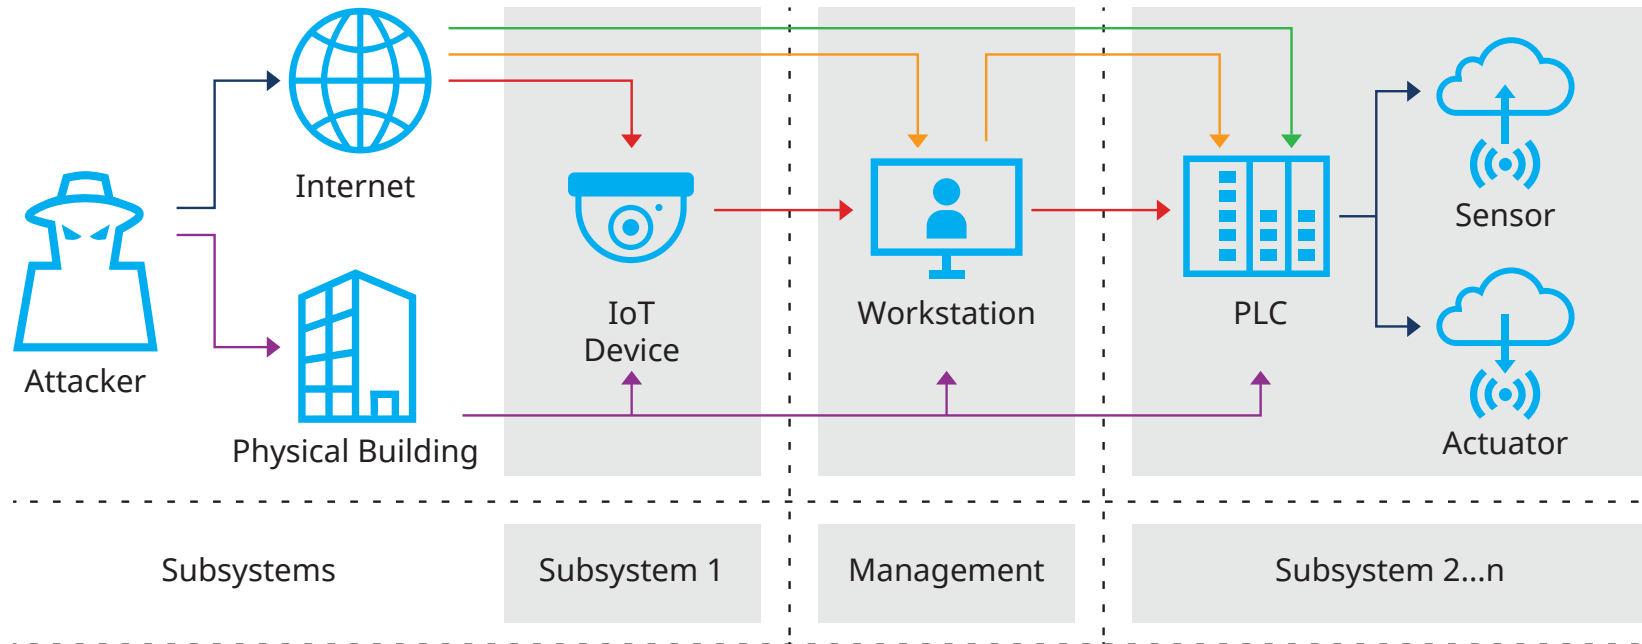 Internet
Attacker
Physical Building
IoT
Device
Workstation
PLC
Sensor
Actuator
Subsystems
Subsystem 1
Management
Subsystem 2...n